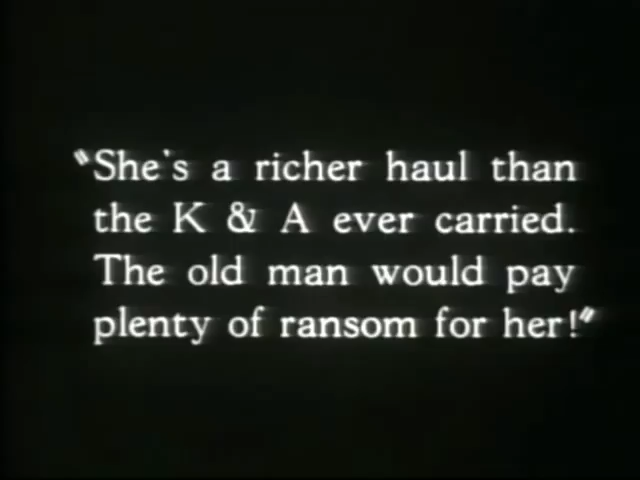 "She's a richer haul than
the K & A ever carried.
The old man would pay
plenty of ransom for her!"